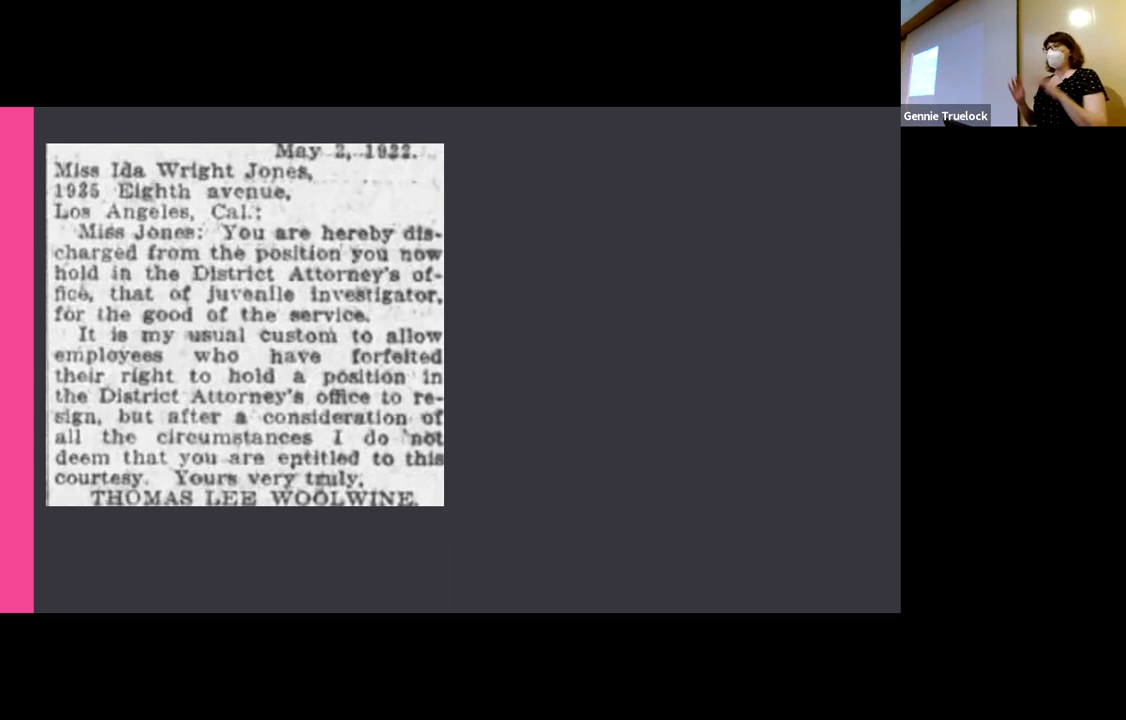 May 2, 1922.
Miss Ida Wright Jones,
1935 Eighth avenue,
Los Angeles, Cal.:
Miss Jones: You are hereby dis-
charged from the position you now
hold in the District Attorney's of-
fice, that of juvenile investigator,
for the good of the service.
It is my usual custom to allow
employees who have forfeited
their right to hold a position in
the District Attorney's office to re-
sign, but after a consideration of
all the circumstances I do not
deem that you are eptitled to this
courtesy. Yours very truly,
THOMAS LEE WOOLWINE.
Gennie Truelock